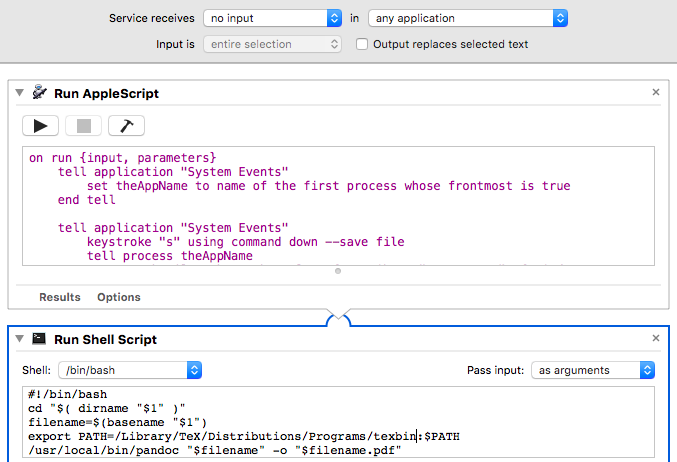 Service receives no input in any application
Input is entire selection Output replaces selected text
Run AppleScript
on run {input, parameters}
tell application "System Events"
set theAppName to name of the first process whose frontmost is true
end tell
tell application "System Events"
keystroke "s" using command down --save file
tell process theAppName
Results Options
Run Shell Script
Shell: /bin/bash Pass input: as arguments
#!/bin/bash
cd "$( dirname "$1" )"
filename=$(basename "$1")
export PATH=/Library/TeX/Distributions/Programs/texbin:$PATH
/usr/local/bin/pandoc "$filename" -o "$filename.pdf"